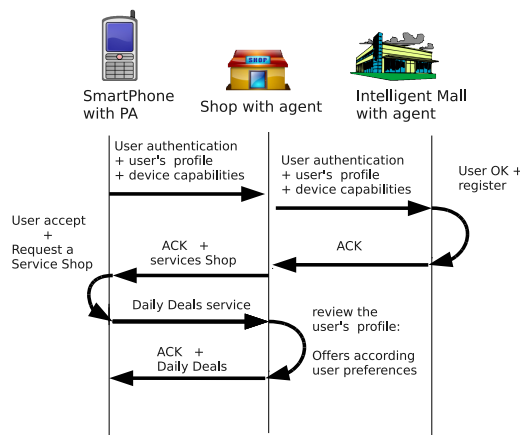 SHOP
SmartPhone
with PA
Shop with agent
Intelligent Mall
with agent
User authentication
+ user's profile
+ device capabilities
User authentication
+ user's profile
+ device capabilities
User OK +
register
User accept
+
Request a
Service Shop
ACK +
services Shop
ACK
Daily Deals service
review the
user's profile:
Offers according
user preferences
ACK +
Daily Deals